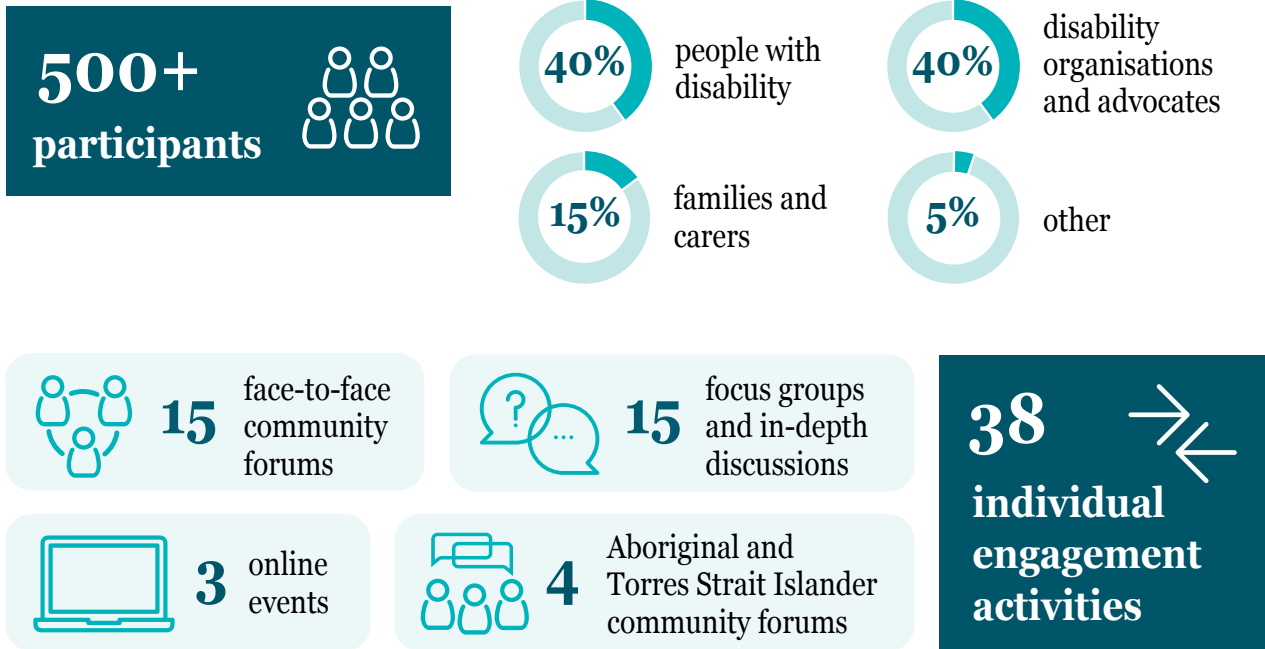 500+
participants
40%
people with
disability
40%
disability
organisations
and advocates
15%
families and
carers
5%
other
15
face-to-face
community
forums
?
...
15
focus groups
and in-depth
discussions
3
online
events
4
Aboriginal and
Torres Strait Islander
community forums
38
individual
engagement
activities